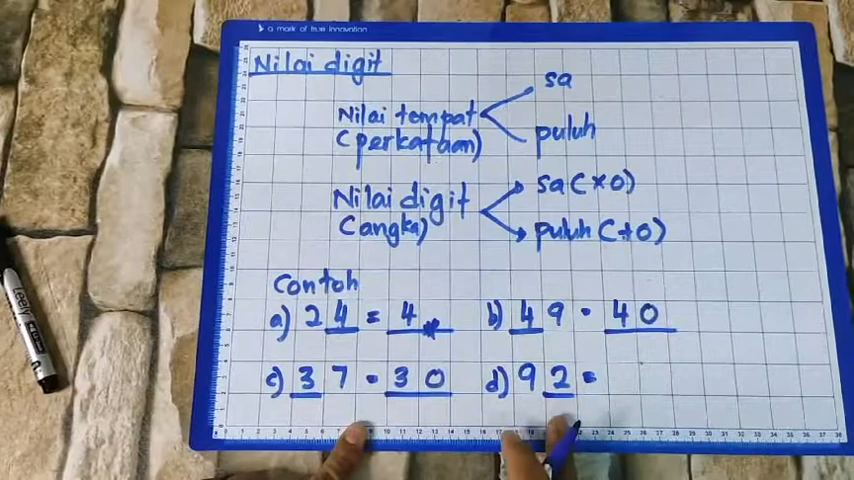 a mark of true innovation
Nilai digit
Nilai tempat sa
(perkataan) puluh
Nilai digit sa (×0)
(angka) puluh (+0)
Contoh
a) 24 = 4 b) 49 = 40
c) 37 = 30 d) 92 =